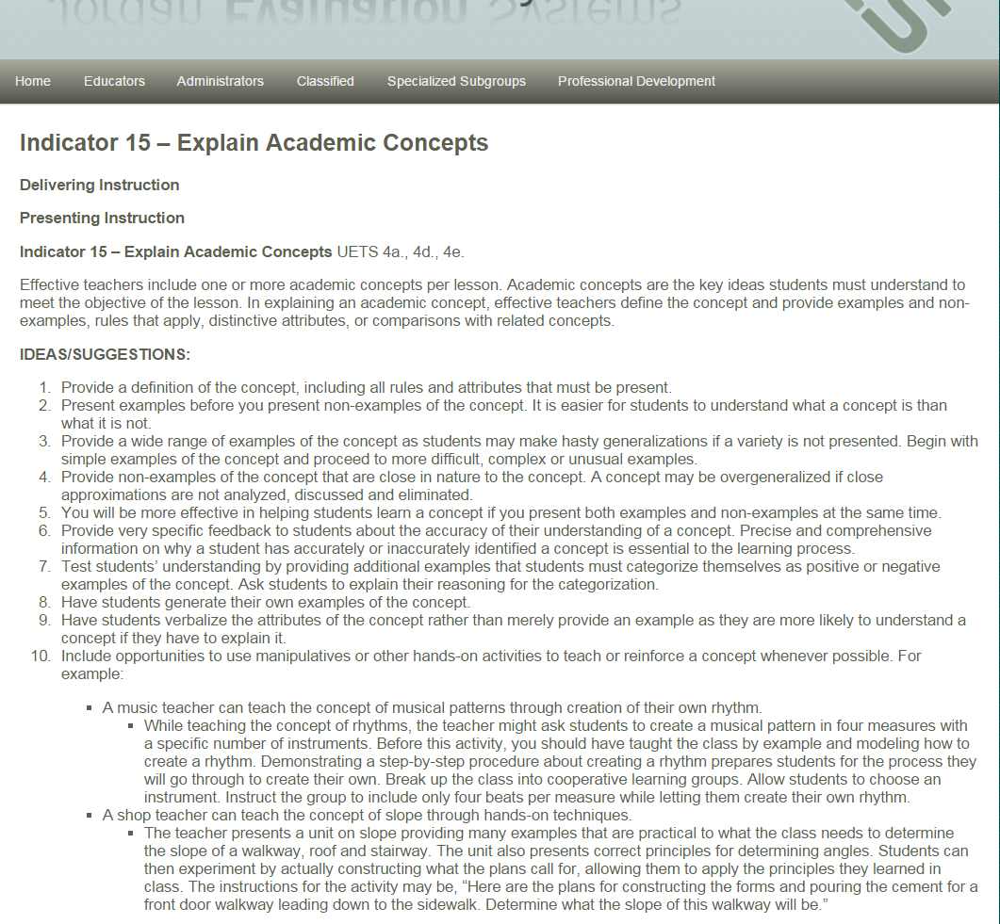 Jordan Evaluation Systems
Home Educators Administrators Classified Specialized Subgroups Professional Development
Indicator 15 – Explain Academic Concepts
Delivering Instruction
Presenting Instruction
Indicator 15 – Explain Academic Concepts UETS 4a., 4d., 4e.
Effective teachers include one or more academic concepts per lesson. Academic concepts are the key ideas students must understand to
meet the objective of the lesson. In explaining an academic concept, effective teachers define the concept and provide examples and non-
examples, rules that apply, distinctive attributes, or comparisons with related concepts.
IDEAS/SUGGESTIONS:
1. Provide a definition of the concept, including all rules and attributes that must be present.
2. Present examples before you present non-examples of the concept. It is easier for students to understand what a concept is than
what it is not.
3. Provide a wide range of examples of the concept as students may make hasty generalizations if a variety is not presented. Begin with
simple examples of the concept and proceed to more difficult, complex or unusual examples.
4. Provide non-examples of the concept that are close in nature to the concept. A concept may be overgeneralized if close
approximations are not analyzed, discussed and eliminated.
5. You will be more effective in helping students learn a concept if you present both examples and non-examples at the same time.
6. Provide very specific feedback to students about the accuracy of their understanding of a concept. Precise and comprehensive
information on why a student has accurately or inaccurately identified a concept is essential to the learning process.
7. Test students’ understanding by providing additional examples that students must categorize themselves as positive or negative
examples of the concept. Ask students to explain their reasoning for the categorization.
8. Have students generate their own examples of the concept.
9. Have students verbalize the attributes of the concept rather than merely provide an example as they are more likely to understand a
concept if they have to explain it.
10. Include opportunities to use manipulatives or other hands-on activities to teach or reinforce a concept whenever possible. For
example:
▪ A music teacher can teach the concept of musical patterns through creation of their own rhythm.
▪ While teaching the concept of rhythms, the teacher might ask students to create a musical pattern in four measures with
a specific number of instruments. Before this activity, you should have taught the class by example and modeling how to
create a rhythm. Demonstrating a step-by-step procedure about creating a rhythm prepares students for the process they
will go through to create their own. Break up the class into cooperative learning groups. Allow students to choose an
instrument. Instruct the group to include only four beats per measure while letting them create their own rhythm.
▪ A shop teacher can teach the concept of slope through hands-on techniques.
▪ The teacher presents a unit on slope providing many examples that are practical to what the class needs to determine
the slope of a walkway, roof and stairway. The unit also presents correct principles for determining angles. Students can
then experiment by actually constructing what the plans call for, allowing them to apply the principles they learned in
class. The instructions for the activity may be, “Here are the plans for constructing the forms and pouring the cement for a
front door walkway leading down to the sidewalk. Determine what the slope of this walkway will be.”